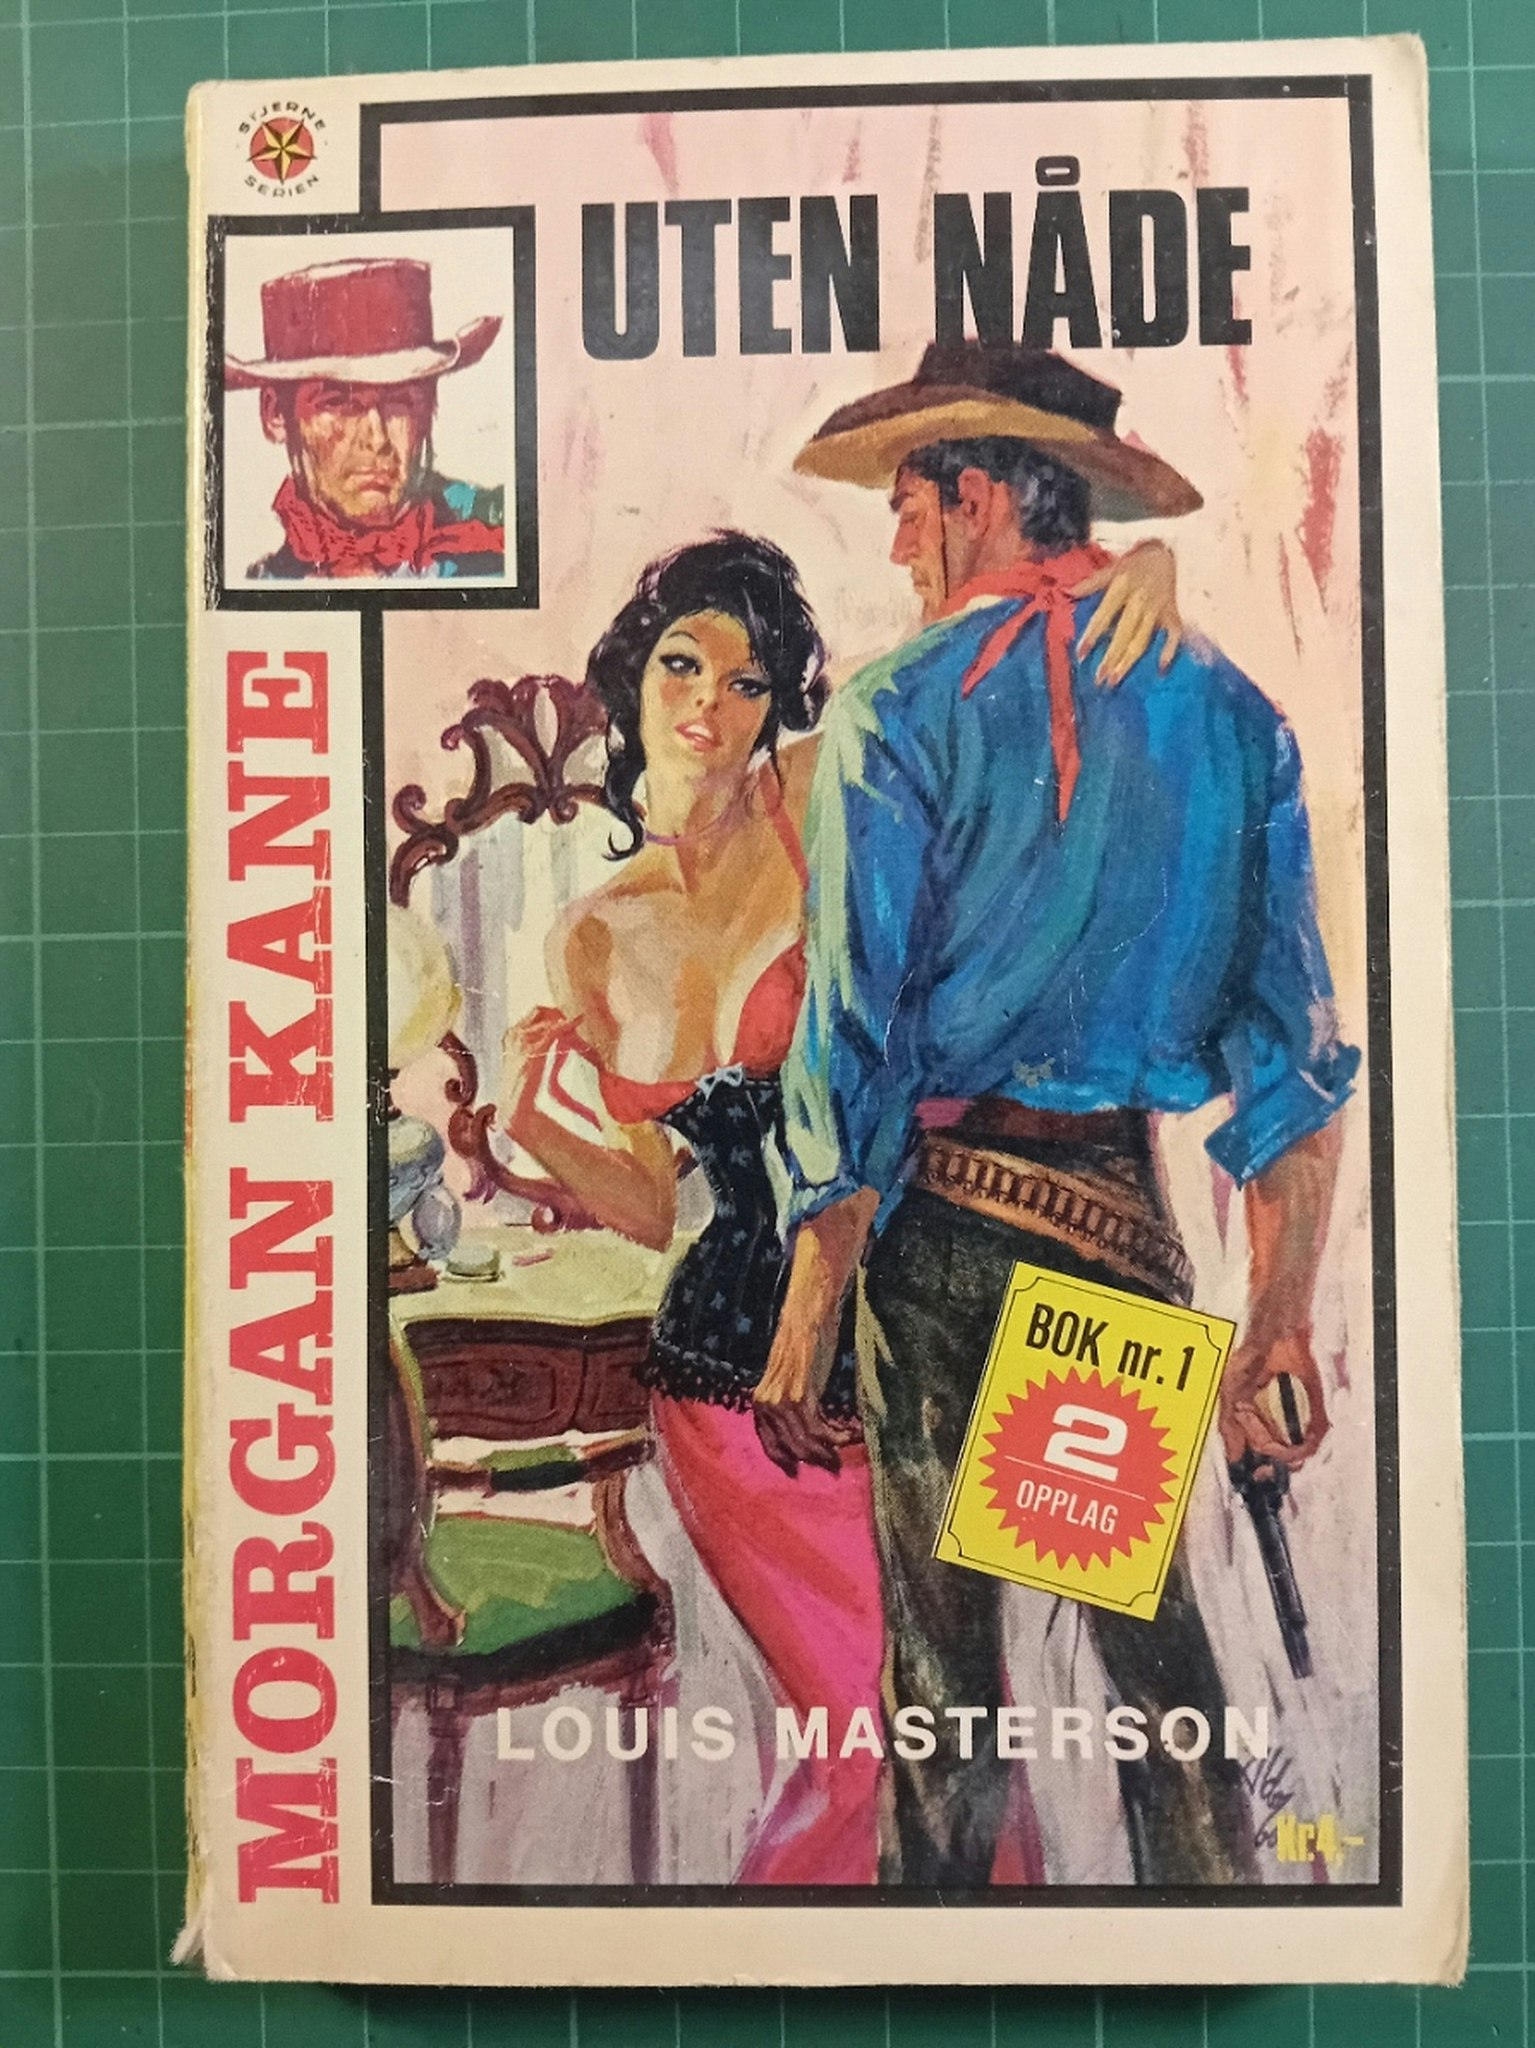 STJERNE
SERIEN
UTEN NÅDE
MORGAN KANE
BOK nr. 1
2
OPPLAG
LOUIS MASTERSON
Kr. 4,-